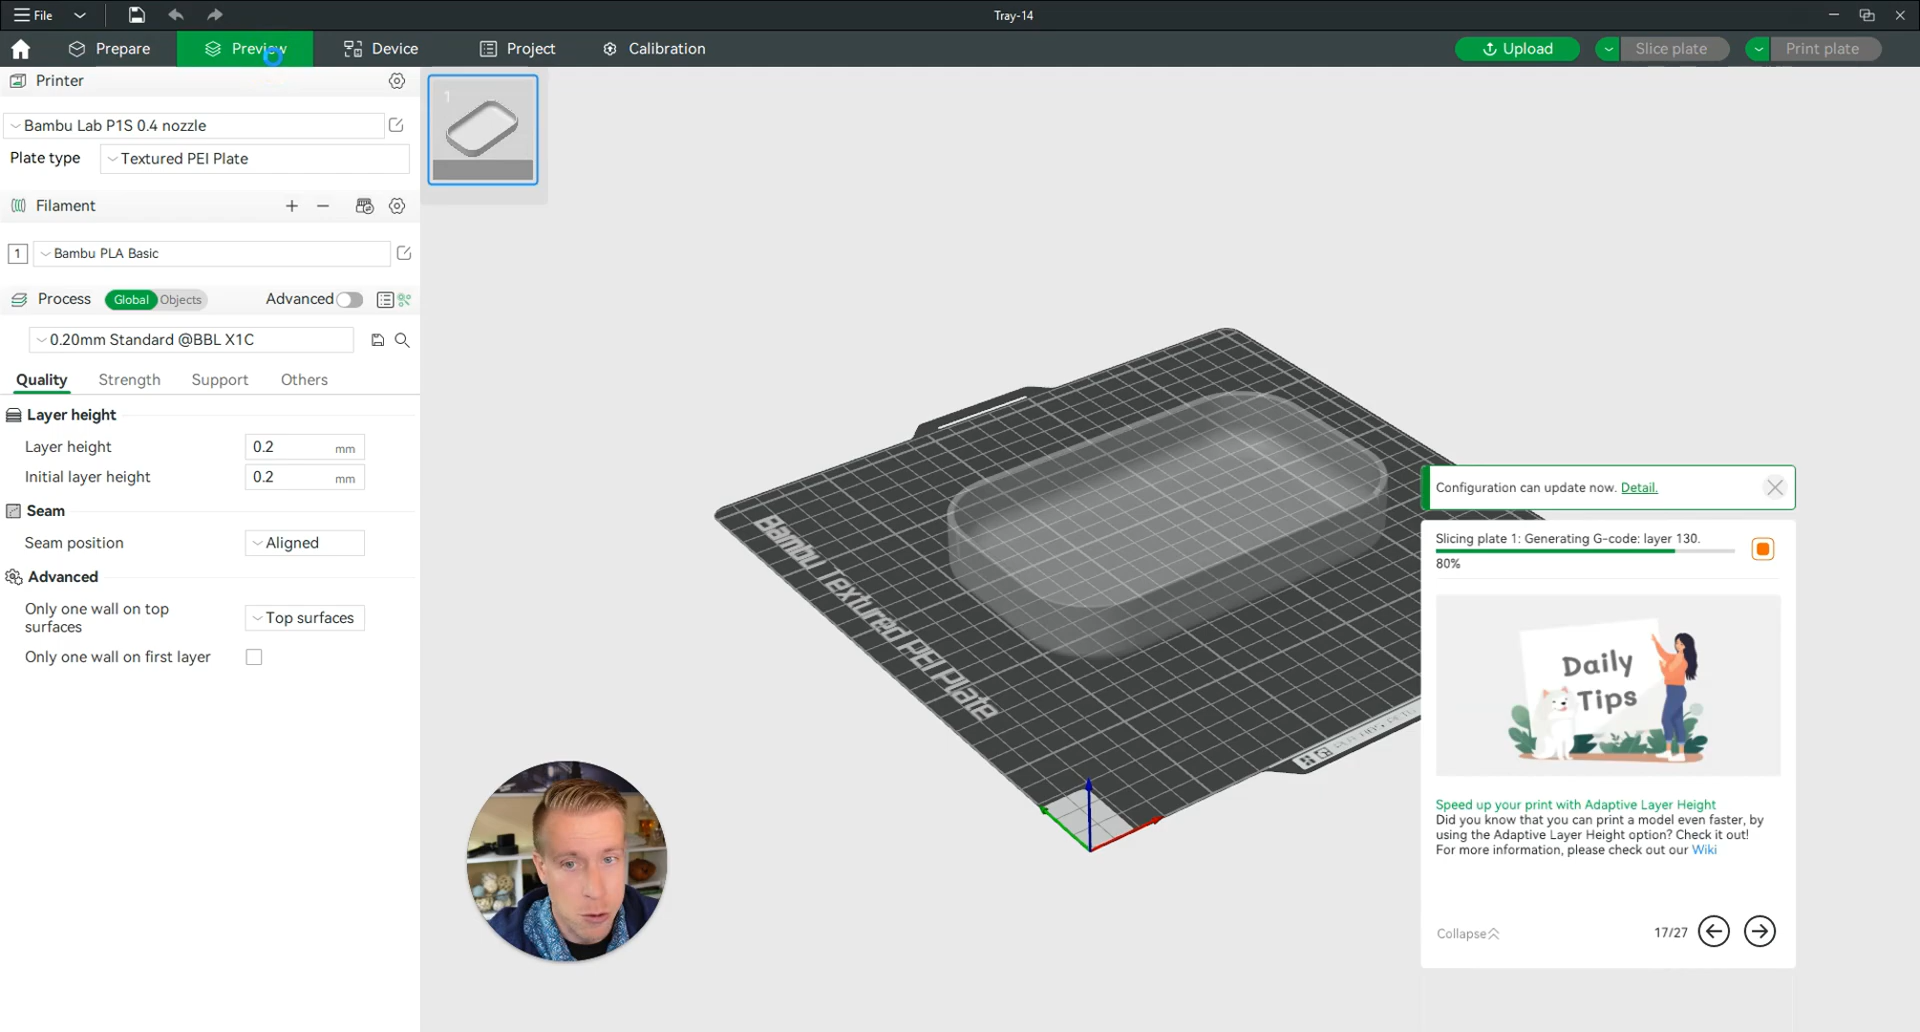 File
Tray-14
Prepare
Preview
Device
Project
Calibration
Upload
Slice plate
Print plate
Printer
Bambu Lab P1S 0.4 nozzle
Plate type
Textured PEI Plate
Filament
1
Bambu PLA Basic
Process
Global
Objects
Advanced
0.20mm Standard @BBL X1C
Quality
Strength
Support
Others
Layer height
Layer height
0.2 mm
Initial layer height
0.2 mm
Seam
Seam position
Aligned
Advanced
Only one wall on top
surfaces
Top surfaces
Only one wall on first layer
1
Bambu Textured PEI Plate
Configuration can update now. Detail.
Slicing plate 1: Generating G-code: layer 130.
80%
Daily
Tips
Speed up your print with Adaptive Layer Height
Did you know that you can print a model even faster, by
using the Adaptive Layer Height option? Check it out!
For more information, please check out our Wiki
Collapse
17/27